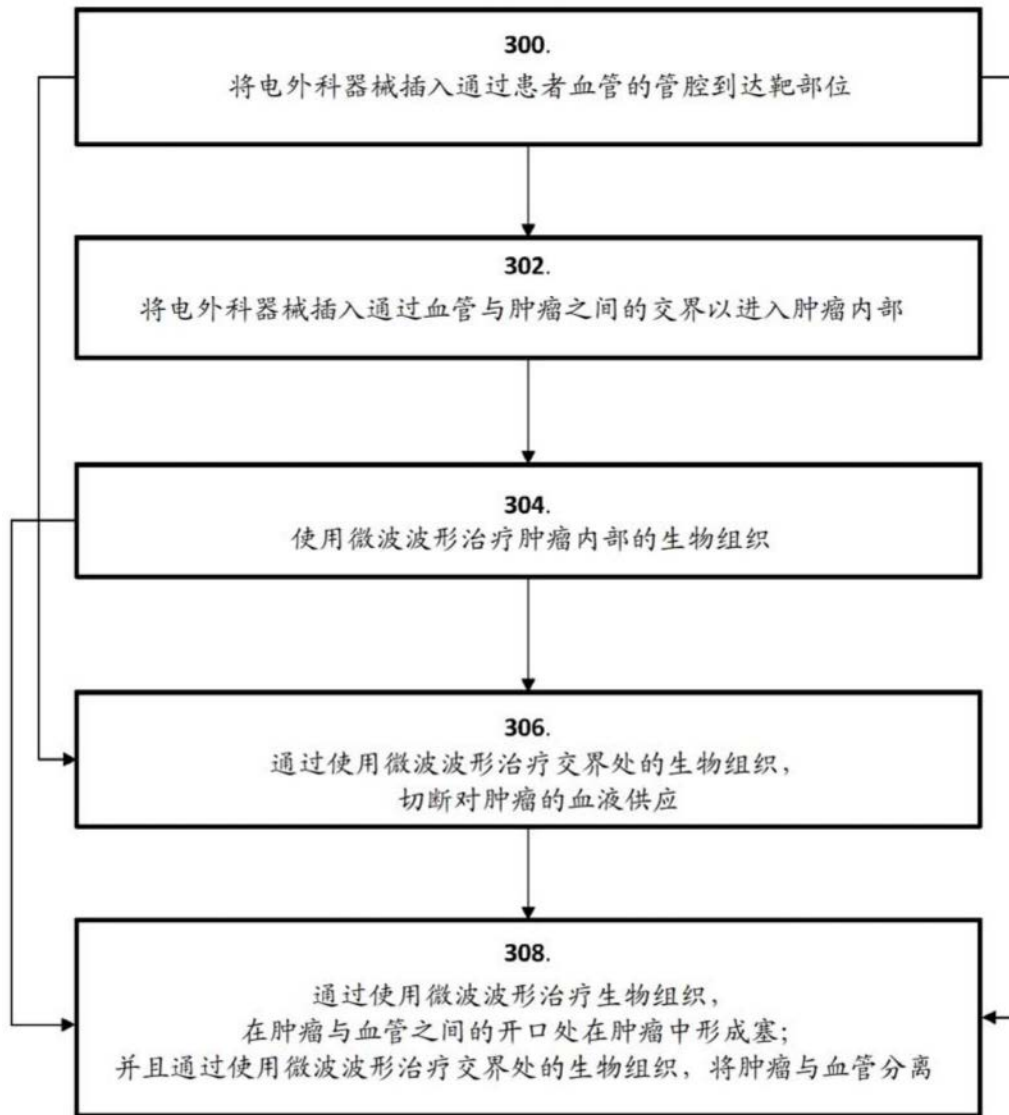 300.
将电外科器械插入通过患者血管的管腔到达靶部位
302.
将电外科器械插入通过血管与肿瘤之间的交界以进入肿瘤内部
304.
使用微波波形治疗肿瘤内部的生物组织
306.
通过使用微波波形治疗交界处的生物组织，
切断对肿瘤的血液供应
308.
通过使用微波波形治疗生物组织，
在肿瘤与血管之间的开口处在肿瘤中形成塞；
并且通过使用微波波形治疗交界处的生物组织，将肿瘤与血管分离